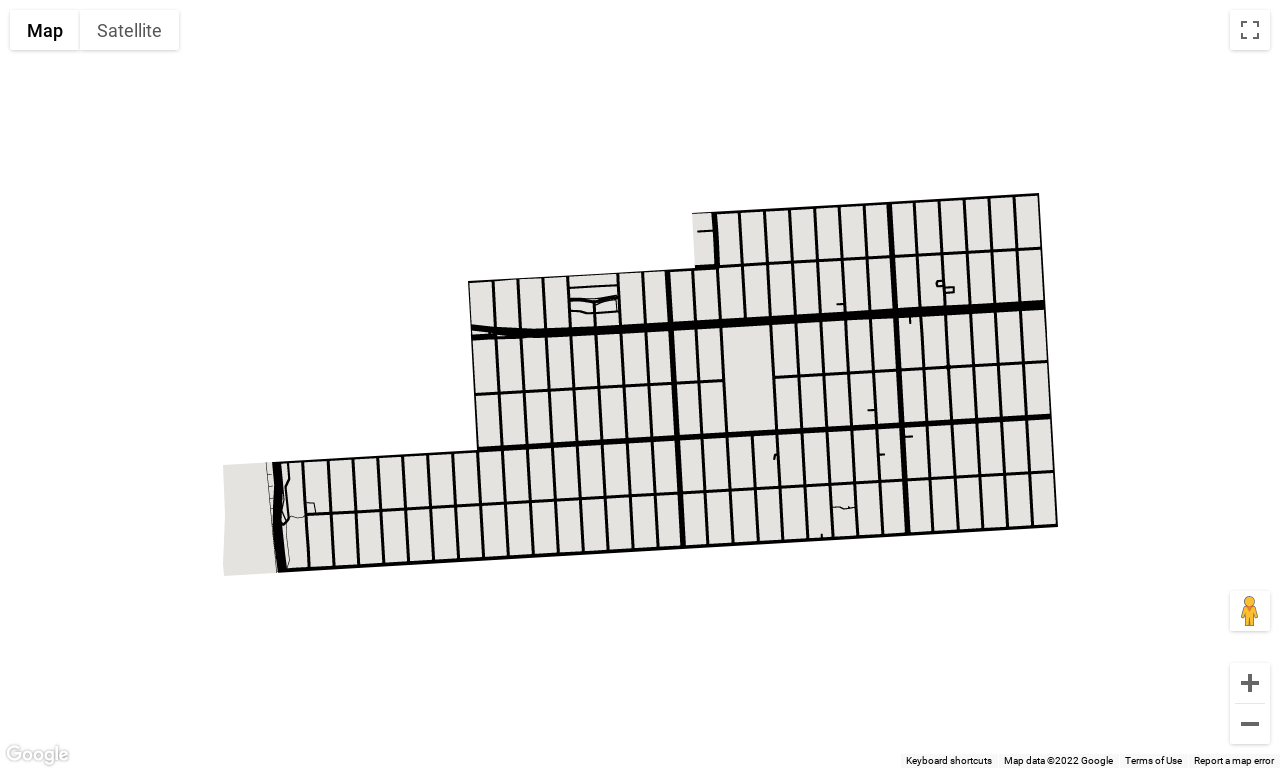 Map
Satellite
Google
Keyboard shortcuts
Map data ©2022 Google
Terms of Use
Report a map error